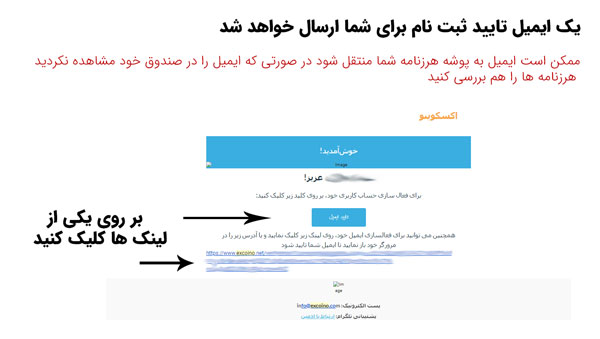 یک ایمیل تایید ثبت نام برای شما ارسال خواهد شد
ممکن است ایمیل به پوشه هرزنامه شما منتقل شود در صورتی که ایمیل را در صندوق خود مشاهده نکردید
هرزنامه ها را هم بررسی کنید
اکسکوینو
خوش‌آمدید!
image
عزیز!
برای فعال سازی حساب کاربری خود، بر روی کلید زیر کلیک کنید:
تایید ایمیل
بر روی یکی از
لینک ها کلیک کنید
همچنین می توانید برای فعالسازی ایمیل خود، روی لینک زیر کلیک نمایید و یا آدرس زیر را در
مرورگر خود باز نمایید تا ایمیل شما تایید شود
https://www.excoino.net
im
age
پست الکترونیک: info@excoino.com
پشتیبانی تلگرام: ارتباط با ادمین